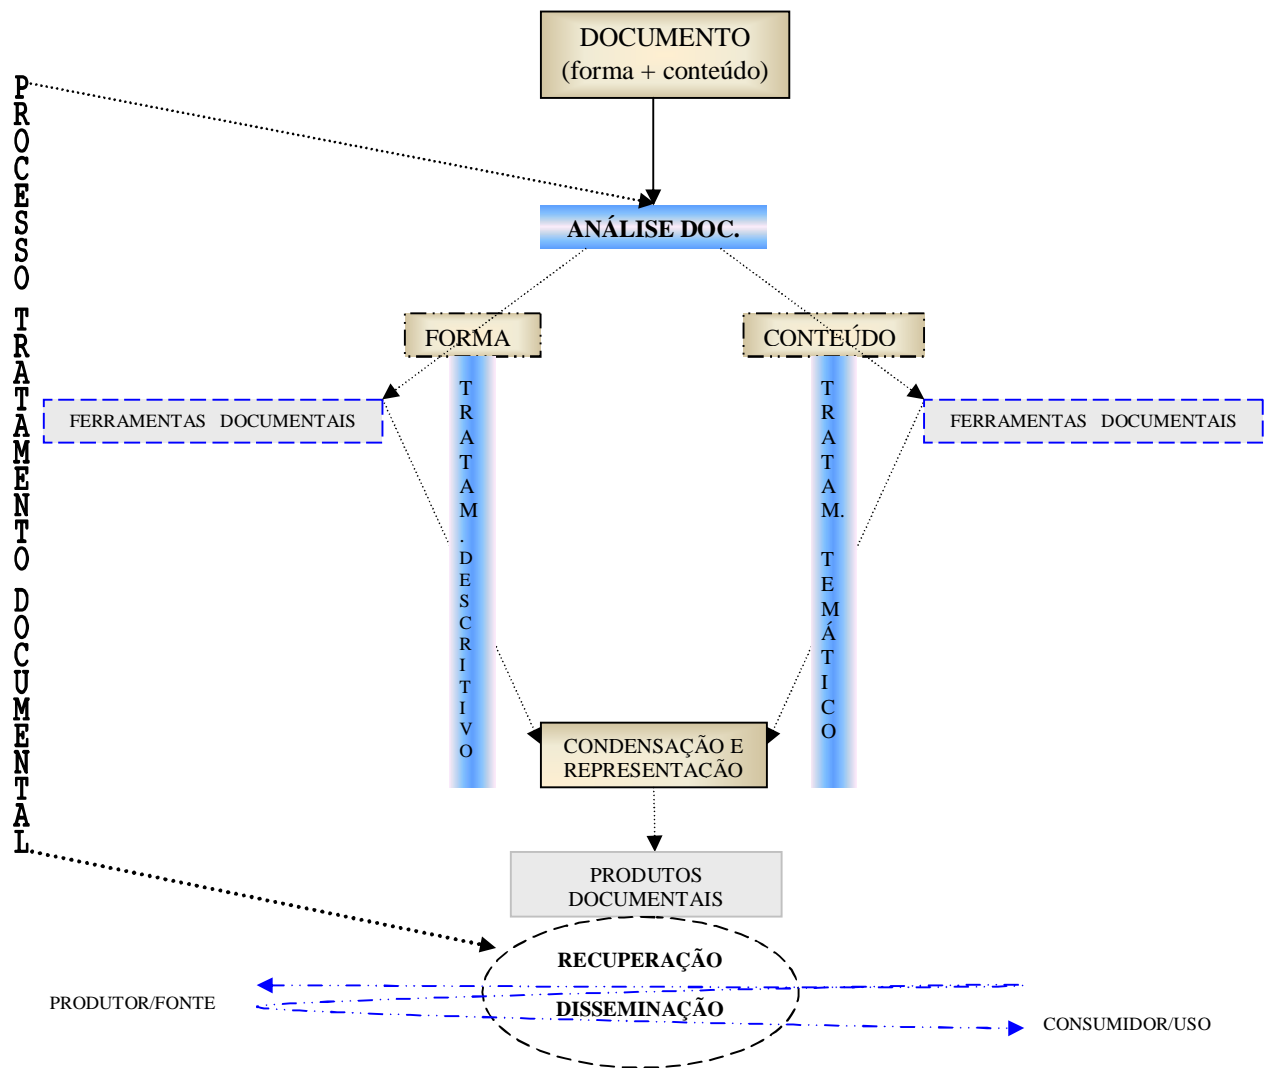 DOCUMENTO
(forma + conteúdo)
PROCESSO TRATAMENTO DOCUMENTAL
ANÁLISE DOC.
FORMA
CONTEÚDO
FERRAMENTAS DOCUMENTAIS
TRATAM.DESCRITIVO
TRATAM. TEMÁTICO
FERRAMENTAS DOCUMENTAIS
CONDENSAÇÃO E
REPRESENTACÃO
PRODUTOS
DOCUMENTAIS
RECUPERAÇÃO
PRODUTOR/FONTE
DISSEMINAÇÃO
CONSUMIDOR/USO